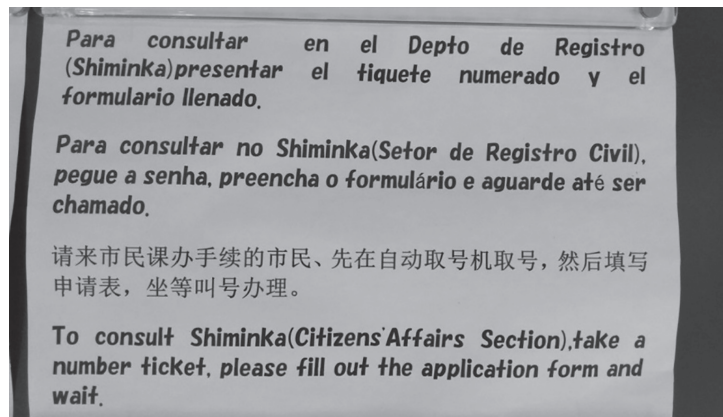 Para consultar en el Depto de Registro
(Shiminka)presentar el tiquete numerado y el
formulario llenado.
Para consultar no Shiminka(Setor de Registro Civil),
pegue a senha, preencha o formulário e aguarde até ser
chamado.
请来市民课办手续的市民、先在自动取号机取号，然后填写
申请表，坐等叫号办理。
To consult Shiminka(Citizens'Affairs Section),take a
number ticket, please fill out the application form and
wait.